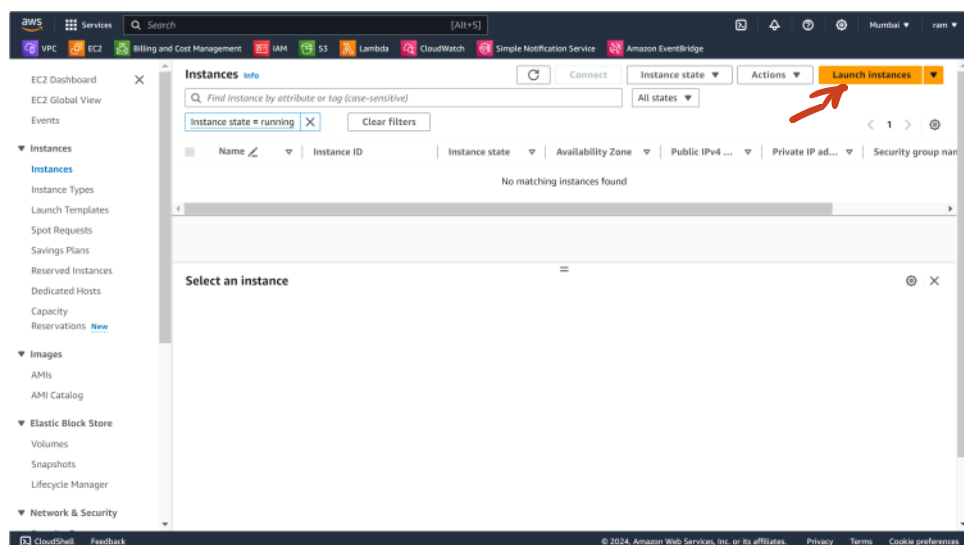 aws
Services
Search
[Alt+S]
Mumbai
ram
VPC
EC2
Billing and Cost Management
IAM
S3
Lambda
CloudWatch
Simple Notification Service
Amazon EventBridge
EC2 Dashboard
EC2 Global View
Events
Instances
Instances
Instance Types
Launch Templates
Spot Requests
Savings Plans
Reserved Instances
Dedicated Hosts
Capacity
Reservations New
Images
AMIs
AMI Catalog
Elastic Block Store
Volumes
Snapshots
Lifecycle Manager
Network & Security
Instances Info
Connect
Instance state
Actions
Launch instances
Find Instance by attribute or tag (case-sensitive)
All states
Instance state = running
Clear filters
1
Name
Instance ID
Instance state
Availability Zone
Public IPv4 ...
Private IP ad...
Security group nan
No matching instances found
Select an instance
CloudShell
Feedback
© 2024, Amazon Web Services, Inc. or its affiliates.
Privacy
Terms
Cookie preferences